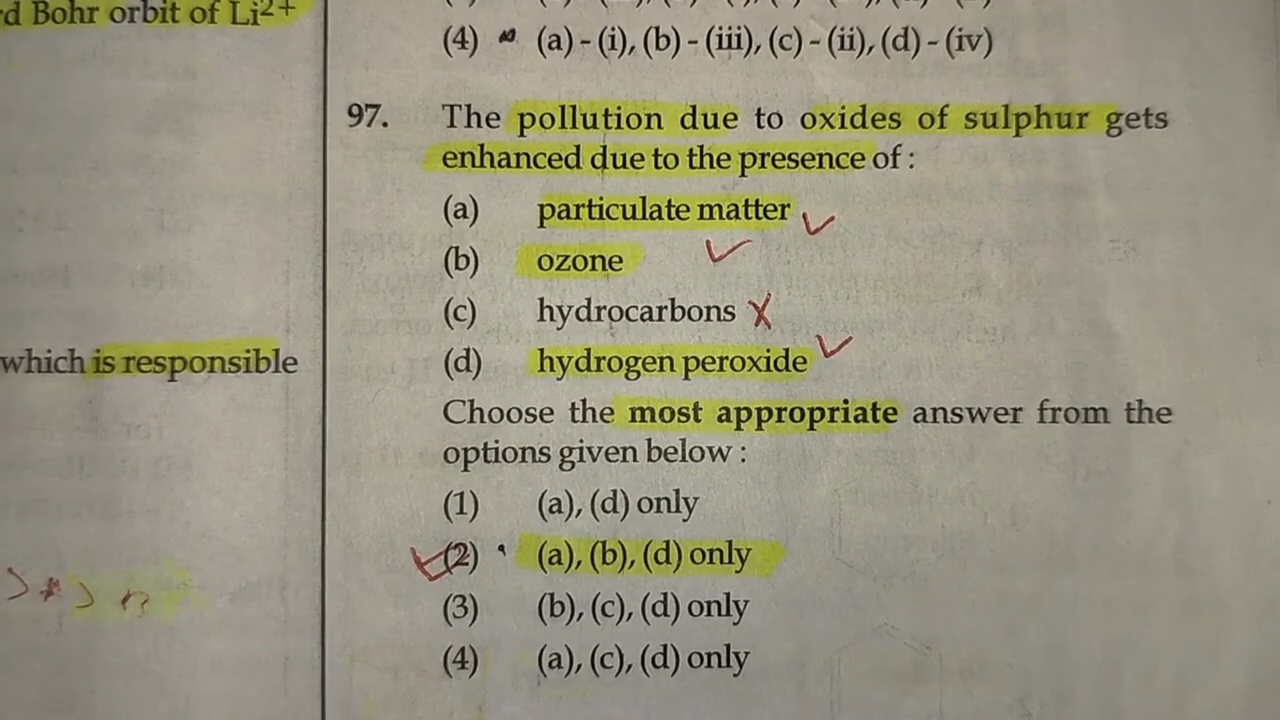 d Bohr orbit of Li2+
which is responsible
(4) (a) - (i), (b) - (iii), (c) - (ii), (d) - (iv)
97. The pollution due to oxides of sulphur gets
enhanced due to the presence of :
(a) particulate matter
(b) ozone
(c) hydrocarbons
(d) hydrogen peroxide
Choose the most appropriate answer from the
options given below :
(1) (a), (d) only
(2) (a), (b), (d) only
(3) (b), (c), (d) only
(4) (a), (c), (d) only